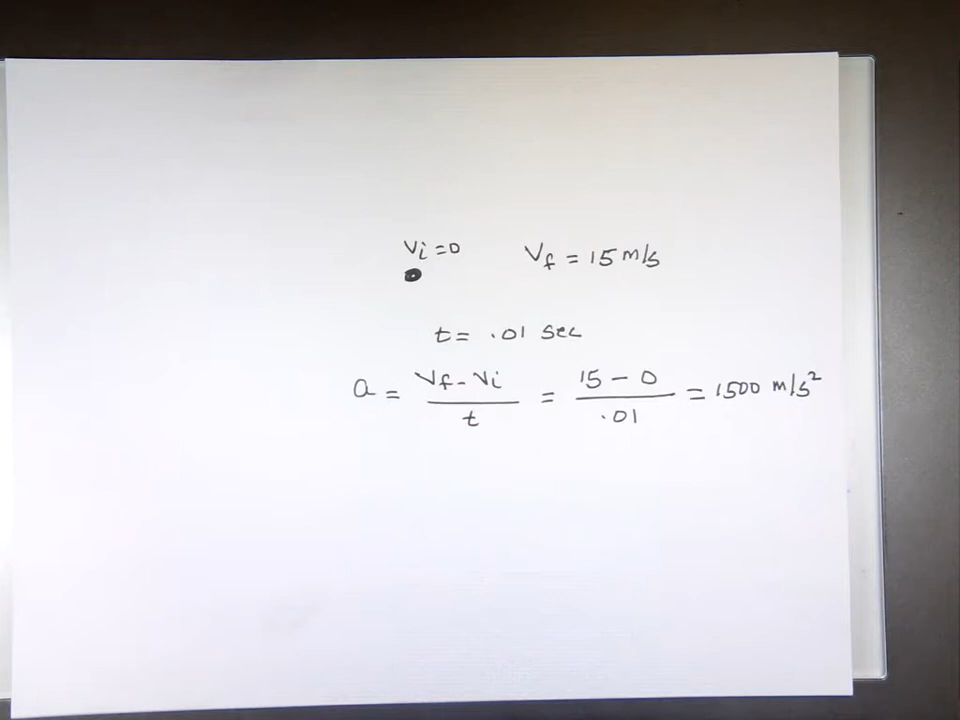 Vi = 0 Vf = 15 m/s
t = .01 sec
a = (Vf - Vi) / t = (15 - 0) / .01 = 1500 m/s²